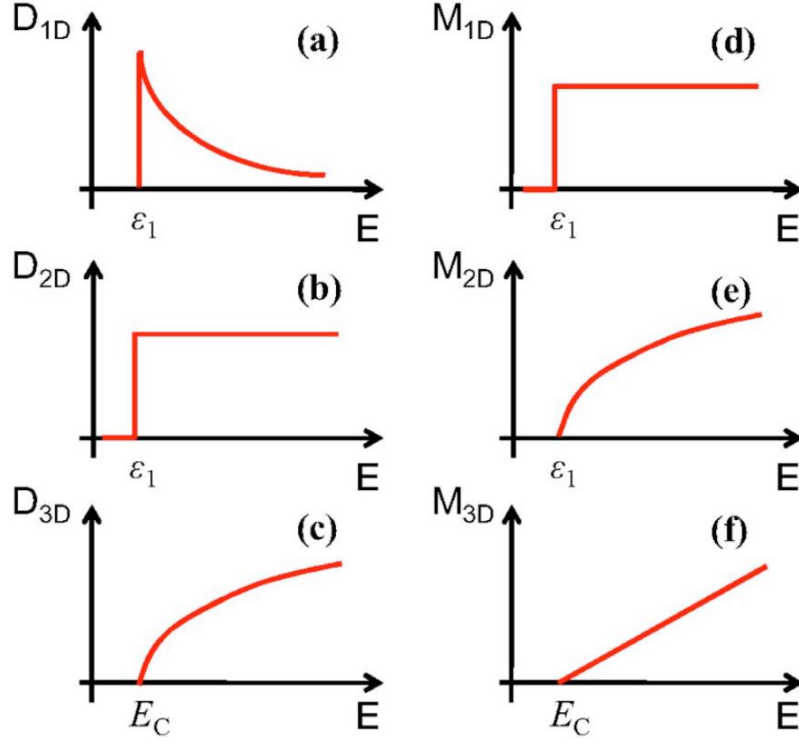 D1D
(a)
ε1
E
M1D
(d)
ε1
E
D2D
(b)
ε1
E
M2D
(e)
ε1
E
D3D
(c)
EC
E
M3D
(f)
EC
E